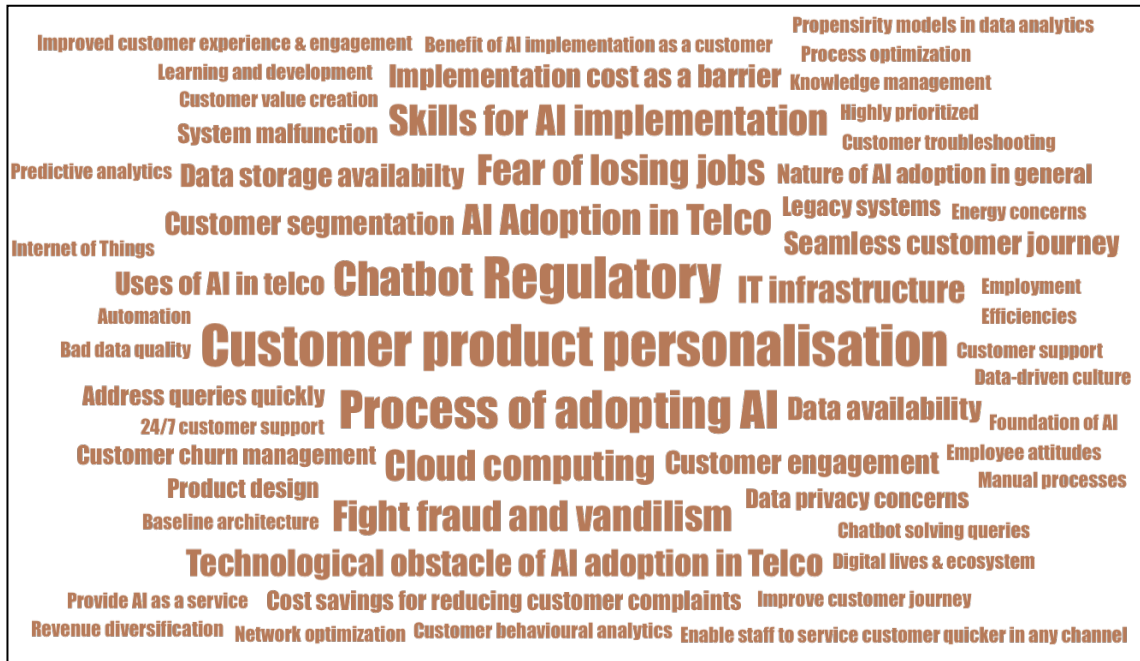 Propensirity models in data analytics
Improved customer experience & engagement
Benefit of AI implementation as a customer
Process optimization
Learning and development
Implementation cost as a barrier
Knowledge management
Customer value creation
Skills for AI implementation
Highly prioritized
System malfunction
Customer troubleshooting
Predictive analytics
Data storage availabilty
Fear of losing jobs
Nature of AI adoption in general
Customer segmentation
AI Adoption in Telco
Legacy systems
Energy concerns
Internet of Things
Seamless customer journey
Uses of AI in telco
Chatbot
Regulatory
IT infrastructure
Employment
Automation
Efficiencies
Bad data quality
Customer product personalisation
Customer support
Data-driven culture
Address queries quickly
Process of adopting AI
Data availability
Foundation of AI
24/7 customer support
Customer churn management
Cloud computing
Customer engagement
Employee attitudes
Manual processes
Product design
Data privacy concerns
Baseline architecture
Fight fraud and vandilism
Chatbot solving queries
Technological obstacle of AI adoption in Telco
Digital lives & ecosystem
Provide AI as a service
Cost savings for reducing customer complaints
Improve customer journey
Revenue diversification
Network optimization
Customer behavioural analytics
Enable staff to service customer quicker in any channel